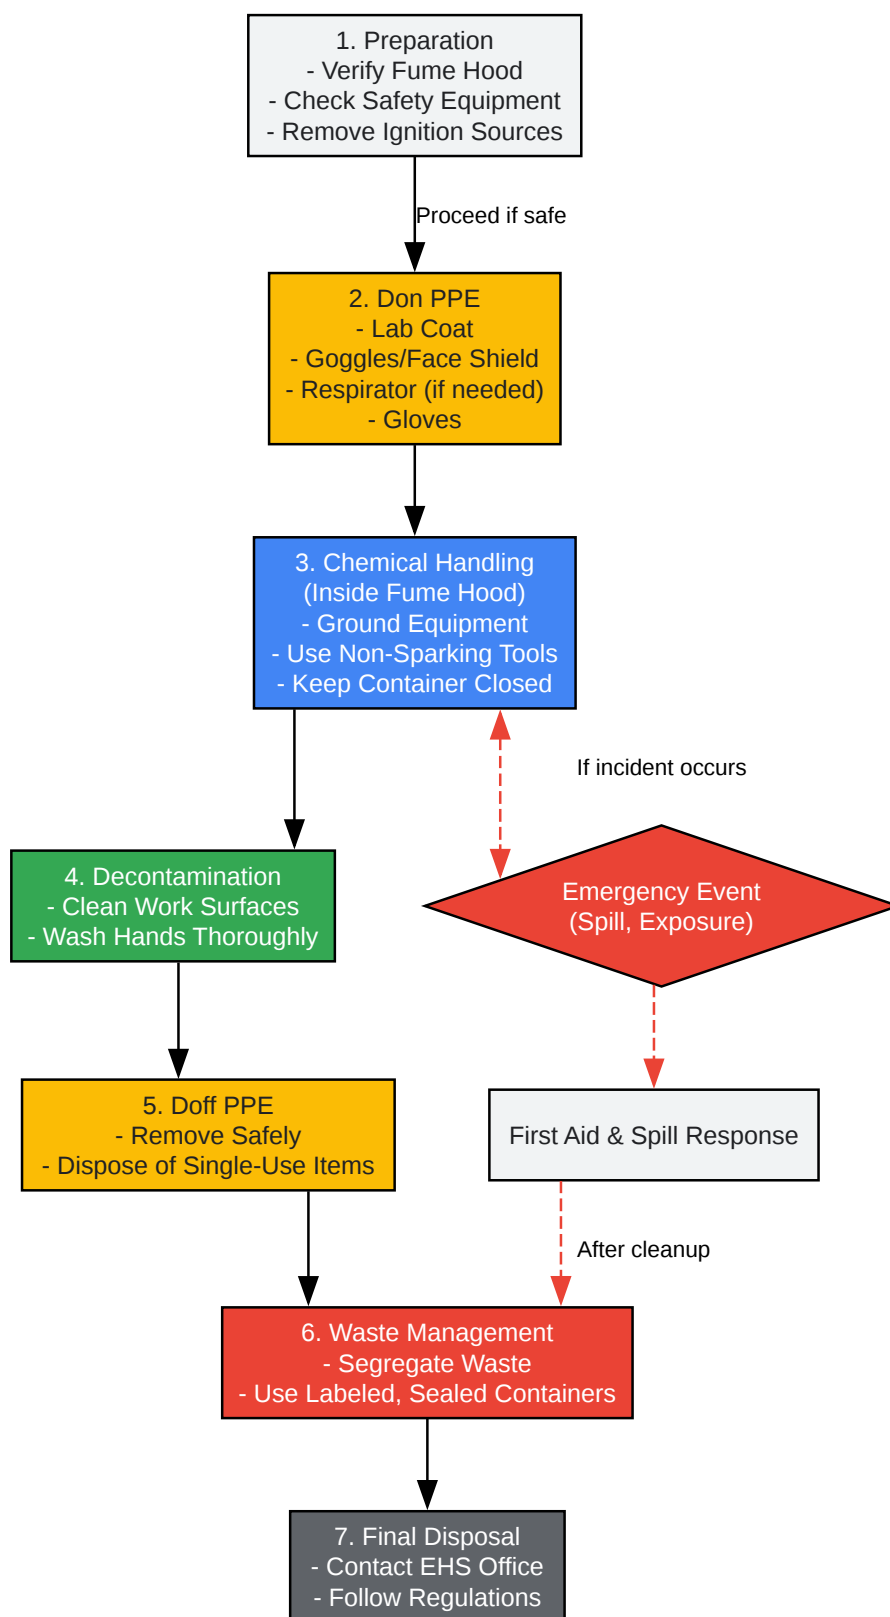 1. Preparation
- Verify Fume Hood
- Check Safety Equipment
- Remove Ignition Sources
Proceed if safe
2. Don PPE
- Lab Coat
- Goggles/Face Shield
- Respirator (if needed)
- Gloves
3. Chemical Handling
(Inside Fume Hood)
- Ground Equipment
- Use Non-Sparking Tools
- Keep Container Closed
If incident occurs
4. Decontamination
- Clean Work Surfaces
- Wash Hands Thoroughly
Emergency Event
(Spill, Exposure)
5. Doff PPE
- Remove Safely
- Dispose of Single-Use Items
First Aid & Spill Response
After cleanup
6. Waste Management
- Segregate Waste
- Use Labeled, Sealed Containers
7. Final Disposal
- Contact EHS Office
- Follow Regulations